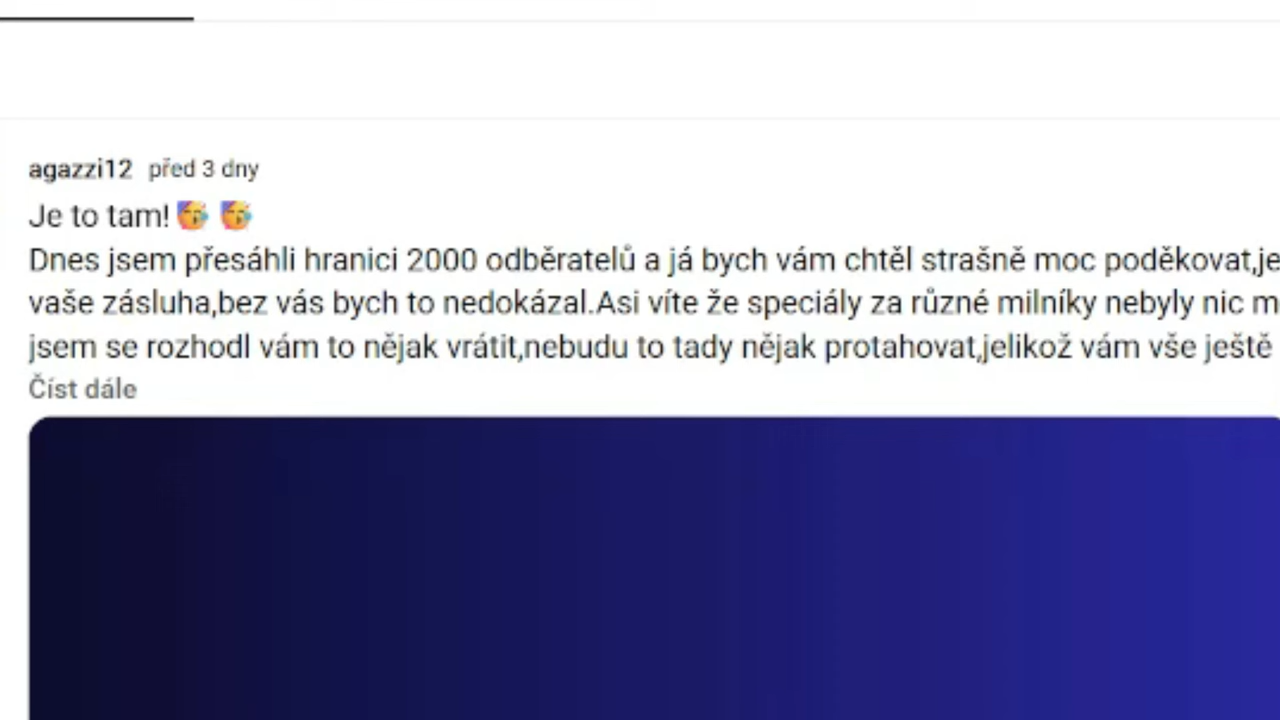 agazzi12 před 3 dny
Je to tam! 🥳 🥳
Dnes jsem přesáhli hranici 2000 odběratelů a já bych vám chtěl strašně moc poděkovat,je
vaše zásluha,bez vás bych to nedokázal.Asi víte že speciály za různé milníky nebyly nic m
jsem se rozhodl vám to nějak vrátit,nebudu to tady nějak protahovat,jelikož vám vše ještě
Číst dále